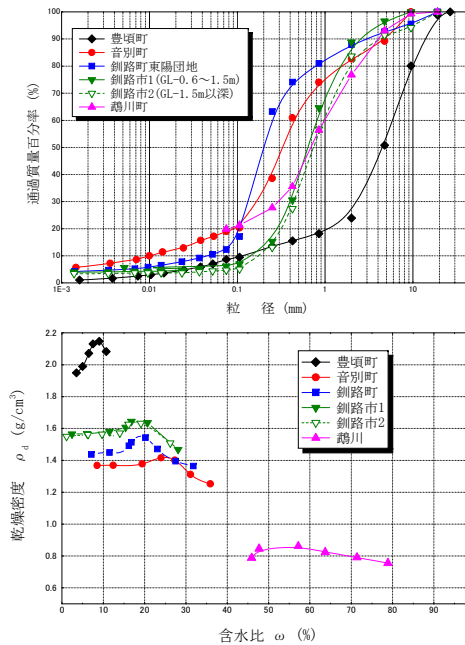 通過質量百分率 (%)
100
90
80
70
60
50
40
30
20
10
0
豊頃町
音別町
釧路町東陽団地
釧路市1(GL-0.6～1.5m)
釧路市2(GL-1.5m以深)
鵡川町
1E-3
0.01
0.1
1
10
粒 径 (mm)
乾燥密度 ρd (g/cm³)
2.2
2.0
1.8
1.6
1.4
1.2
1.0
0.8
0.6
豊頃町
音別町
釧路町
釧路市1
釧路市2
鵡川
0 10 20 30 40 50 60 70 80 90
含水比 ω (%)